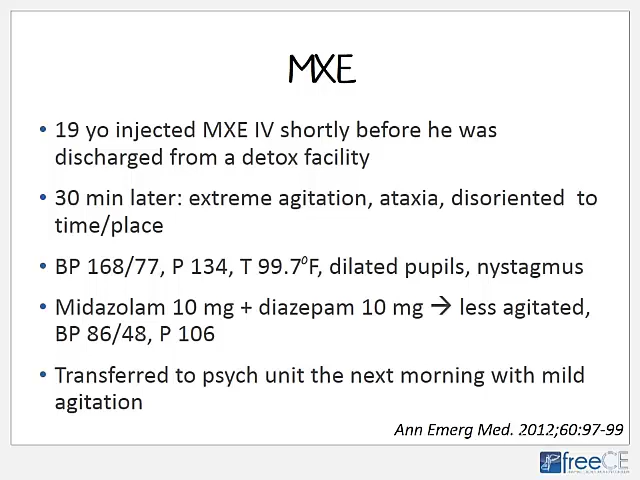 MXE
• 19 yo injected MXE IV shortly before he was
discharged from a detox facility
• 30 min later: extreme agitation, ataxia, disoriented to
time/place
• BP 168/77, P 134, T 99.7⁰F, dilated pupils, nystagmus
• Midazolam 10 mg + diazepam 10 mg → less agitated,
BP 86/48, P 106
• Transferred to psych unit the next morning with mild
agitation
Ann Emerg Med. 2012;60:97-99
freeCE